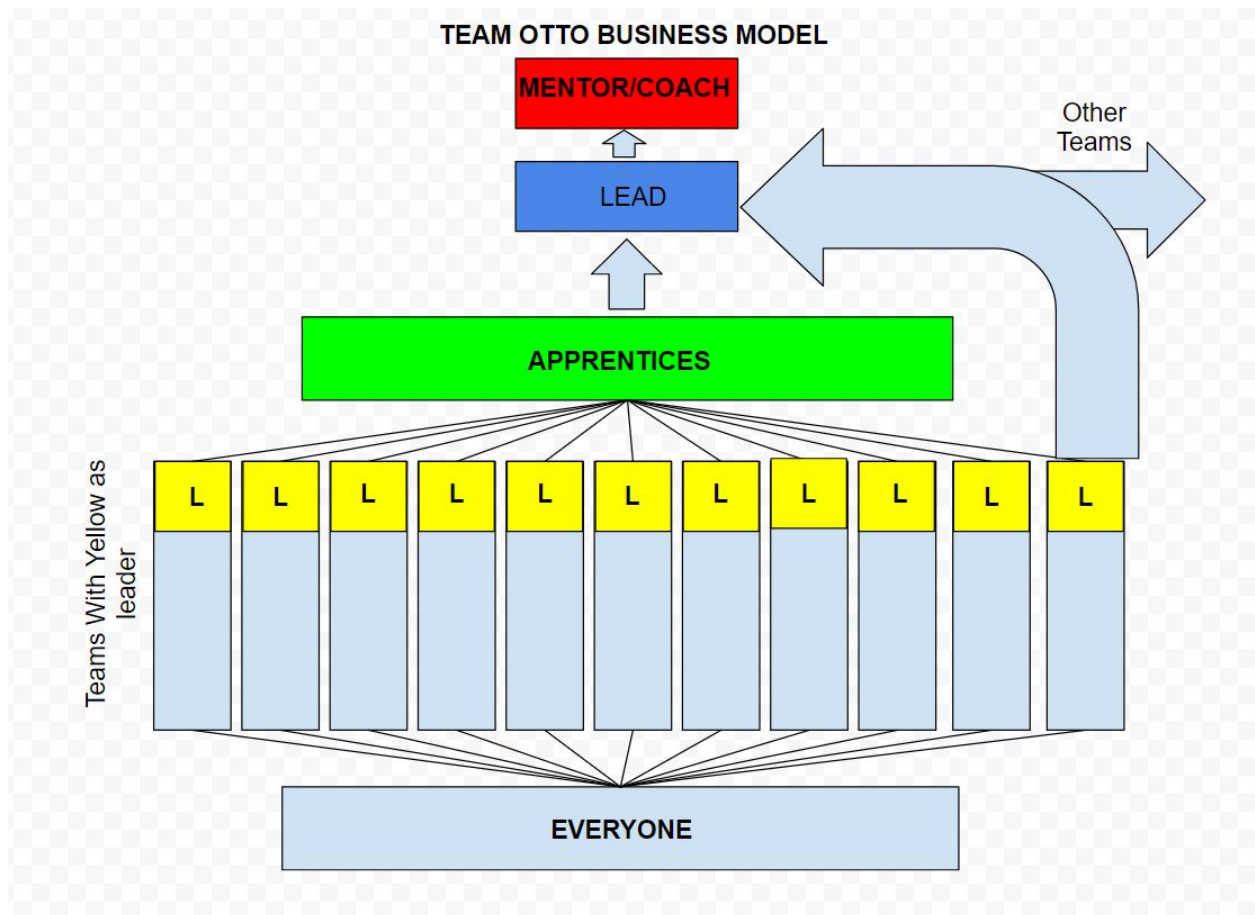 TEAM OTTO BUSINESS MODEL
MENTOR/COACH
Other
Teams
LEAD
APPRENTICES
Teams With Yellow as
leader
L L L L L L L L L L L
EVERYONE